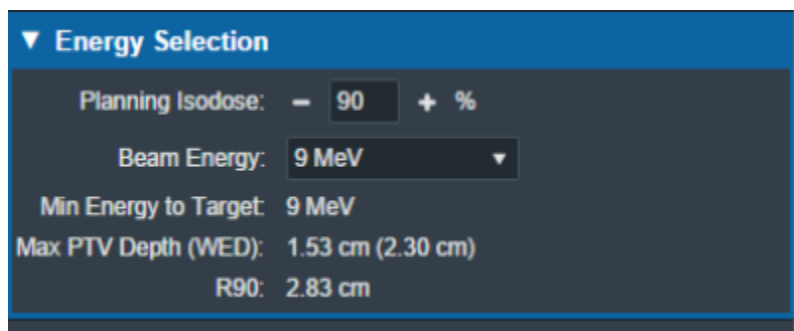 ▼ Energy Selection
Planning Isodose: − 90 + %
Beam Energy: 9 MeV ▼
Min Energy to Target: 9 MeV
Max PTV Depth (WED): 1.53 cm (2.30 cm)
R90: 2.83 cm